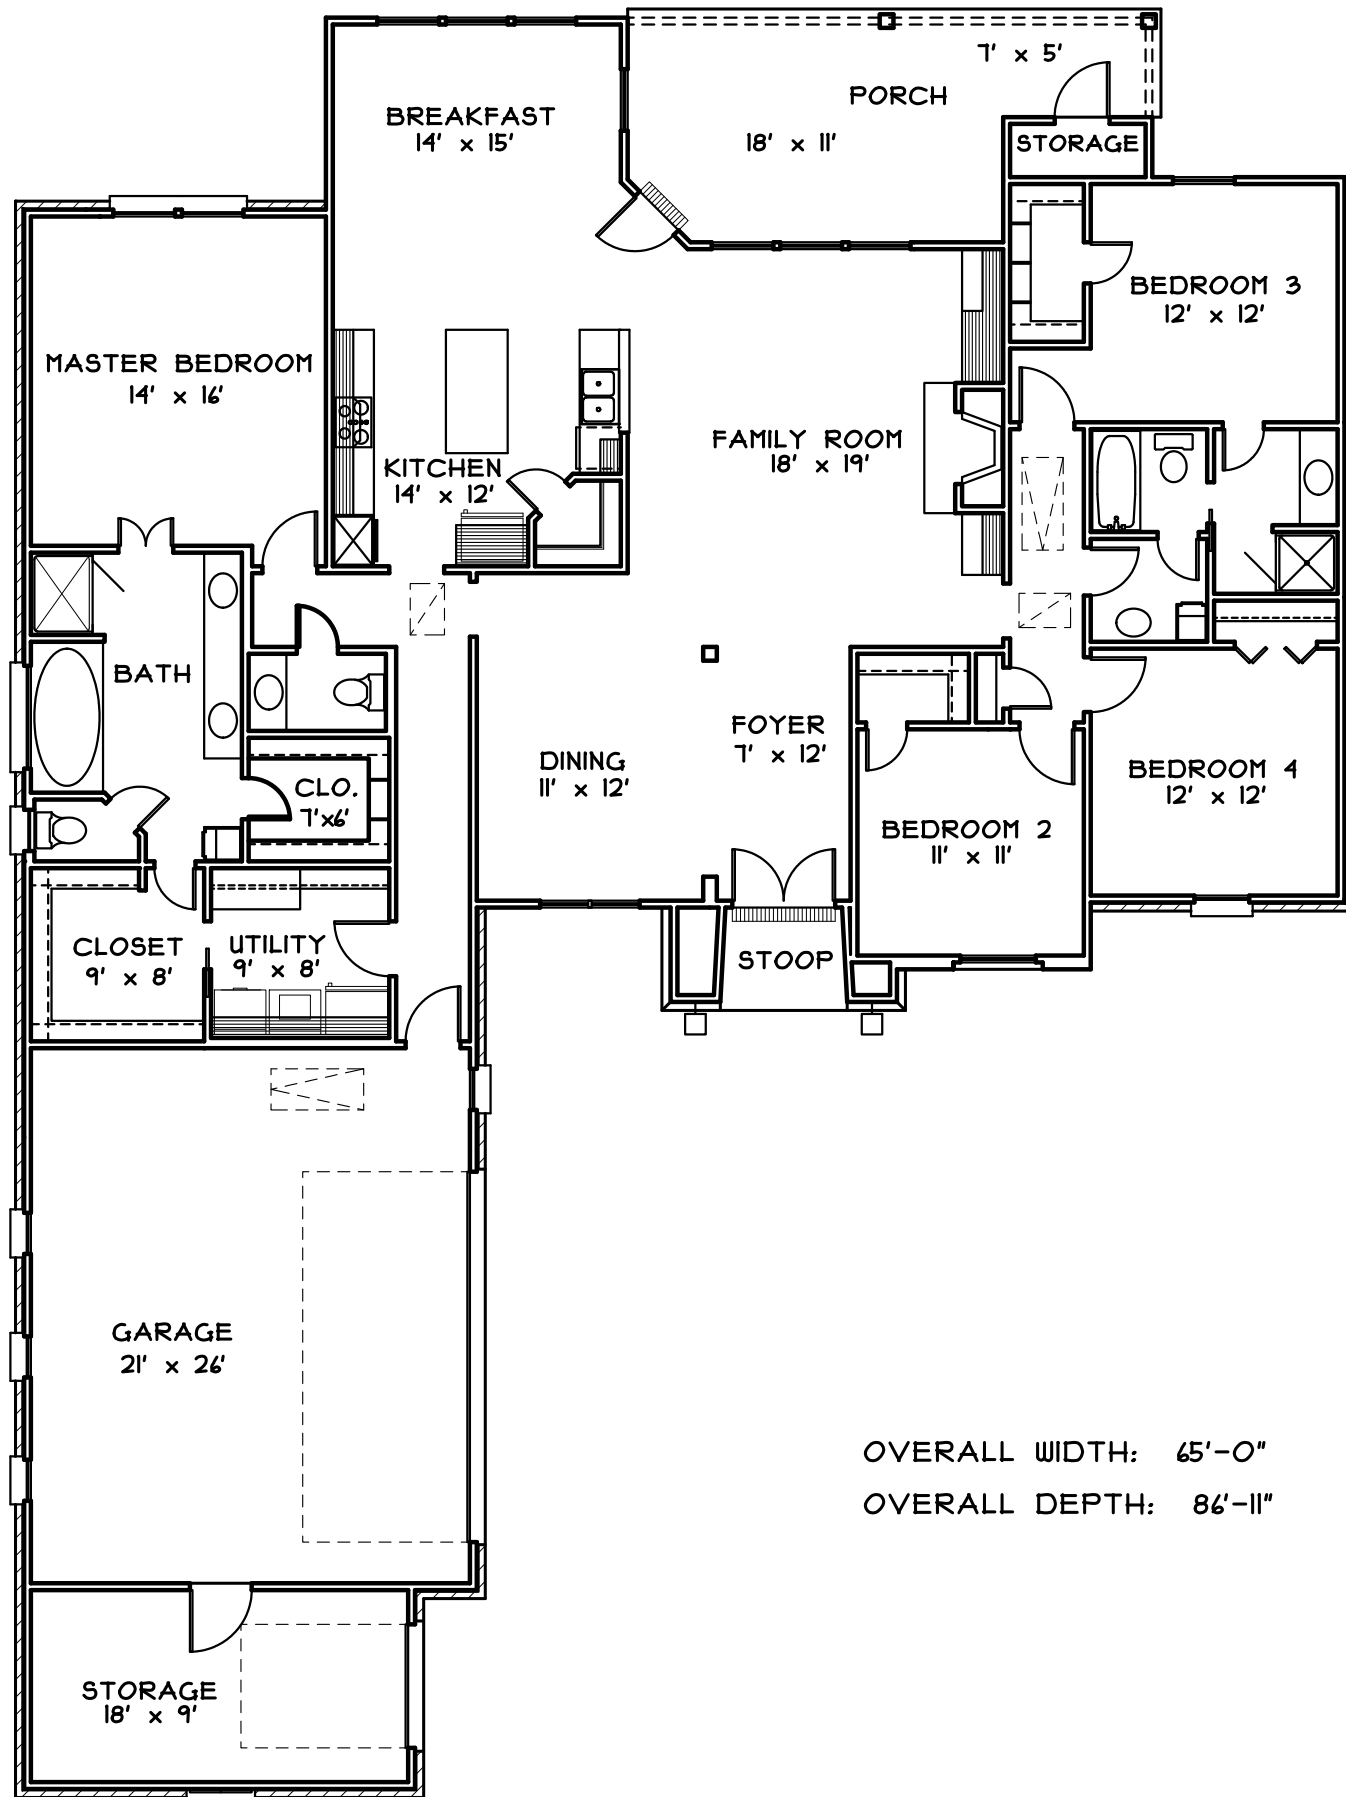 7' x 5'
PORCH
18' x 11'
STORAGE
BREAKFAST
14' x 15'
BEDROOM 3
12' x 12'
MASTER BEDROOM
14' x 16'
FAMILY ROOM
18' x 19'
KITCHEN
14' x 12'
BATH
FOYER
7' x 12'
DINING
11' x 12'
CLO.
7'x6'
BEDROOM 4
12' x 12'
BEDROOM 2
11' x 11'
CLOSET
9' x 8'
UTILITY
9' x 8'
STOOP
GARAGE
21' x 26'
OVERALL WIDTH: 65'-0"
OVERALL DEPTH: 86'-11"
STORAGE
18' x 9'